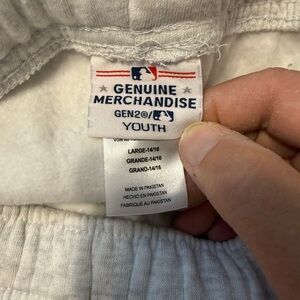 GENUINE
MERCHANDISE
GEN2®/
YOUTH
LARGE-14/16
GRANDE-14/16
GRAND-14/16
MADE IN PAKISTAN
HECHO EN PAKISTAN
FABRIQUÉ AU PAKISTAN